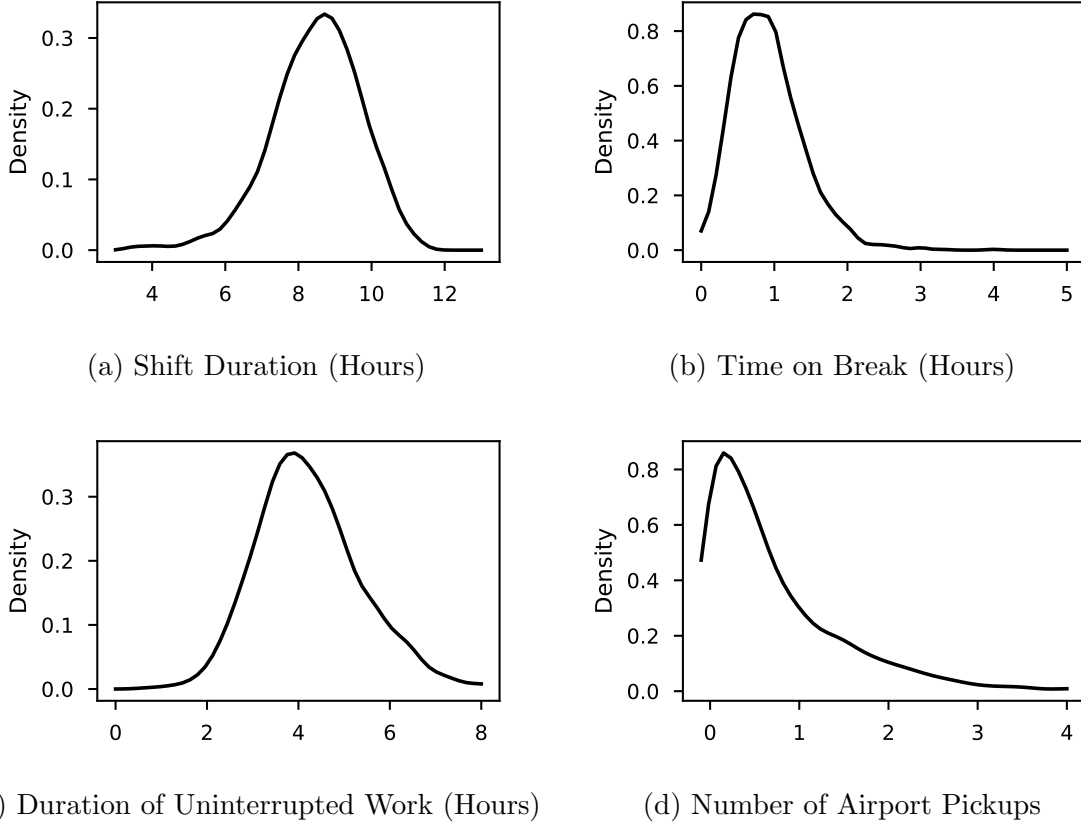 0.3
0.2
0.1
0.0
Density
4 6 8 10 12
(a) Shift Duration (Hours)
0.8
0.6
0.4
0.2
0.0
Density
0 1 2 3 4 5
(b) Time on Break (Hours)
0.3
0.2
0.1
0.0
Density
0 2 4 6 8
) Duration of Uninterrupted Work (Hours)
0.8
0.6
0.4
0.2
0.0
Density
0 1 2 3 4
(d) Number of Airport Pickups